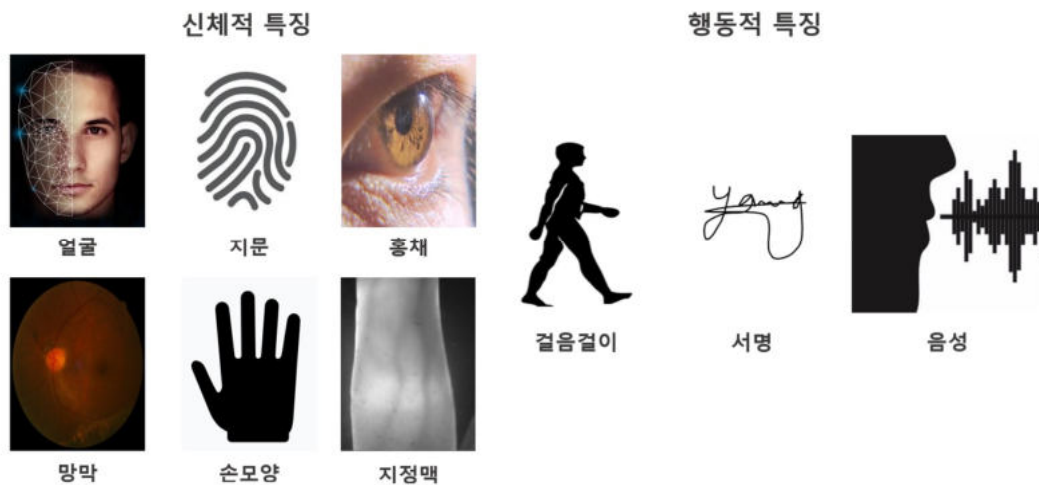 신체적 특징
행동적 특징
얼굴
지문
홍채
망막
손모양
지정맥
걸음걸이
서명
음성